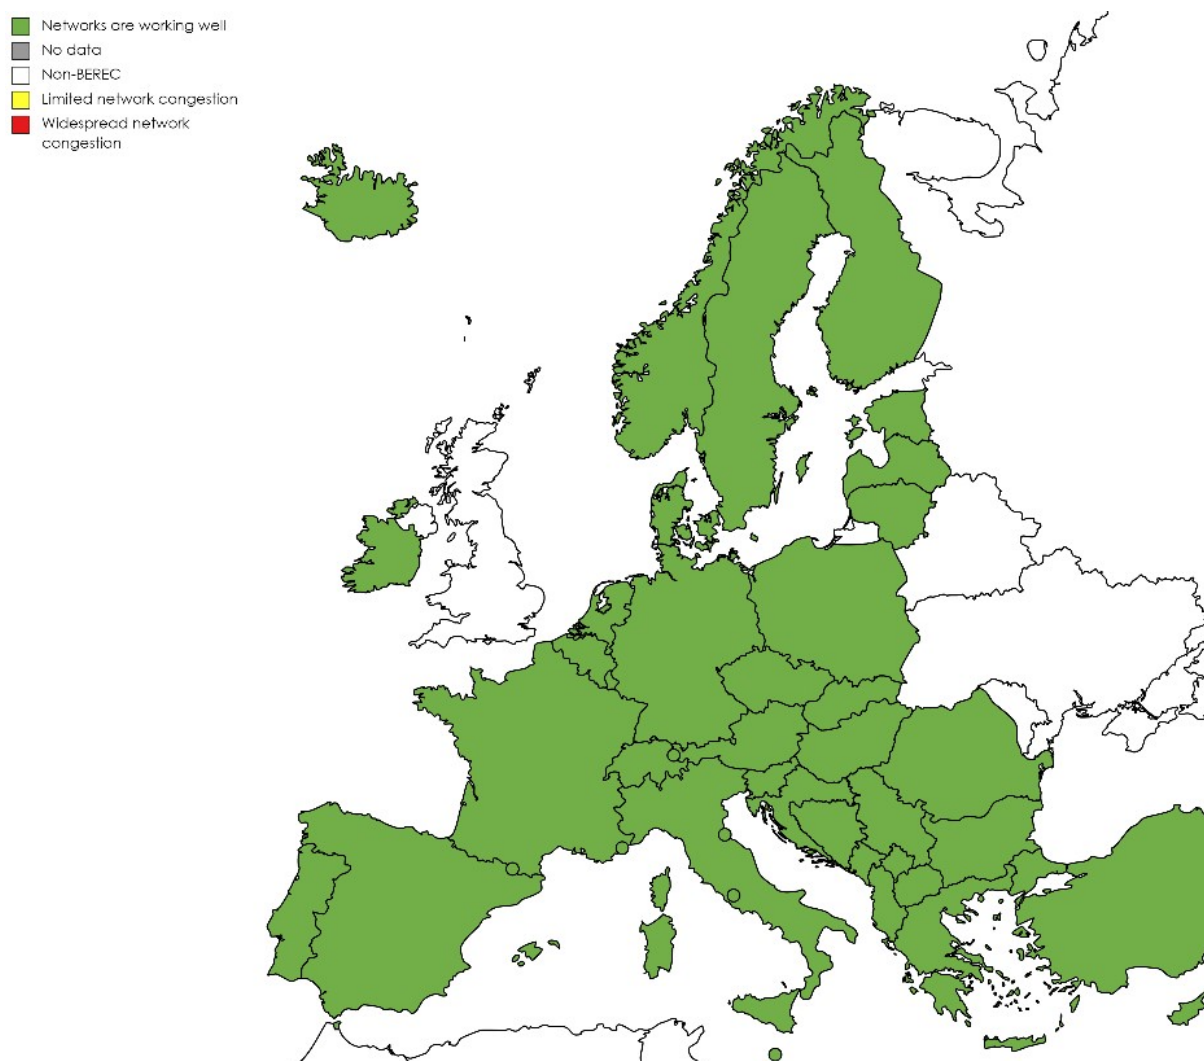 Networks are working well
No data
Non-BEREC
Limited network congestion
Widespread network
congestion